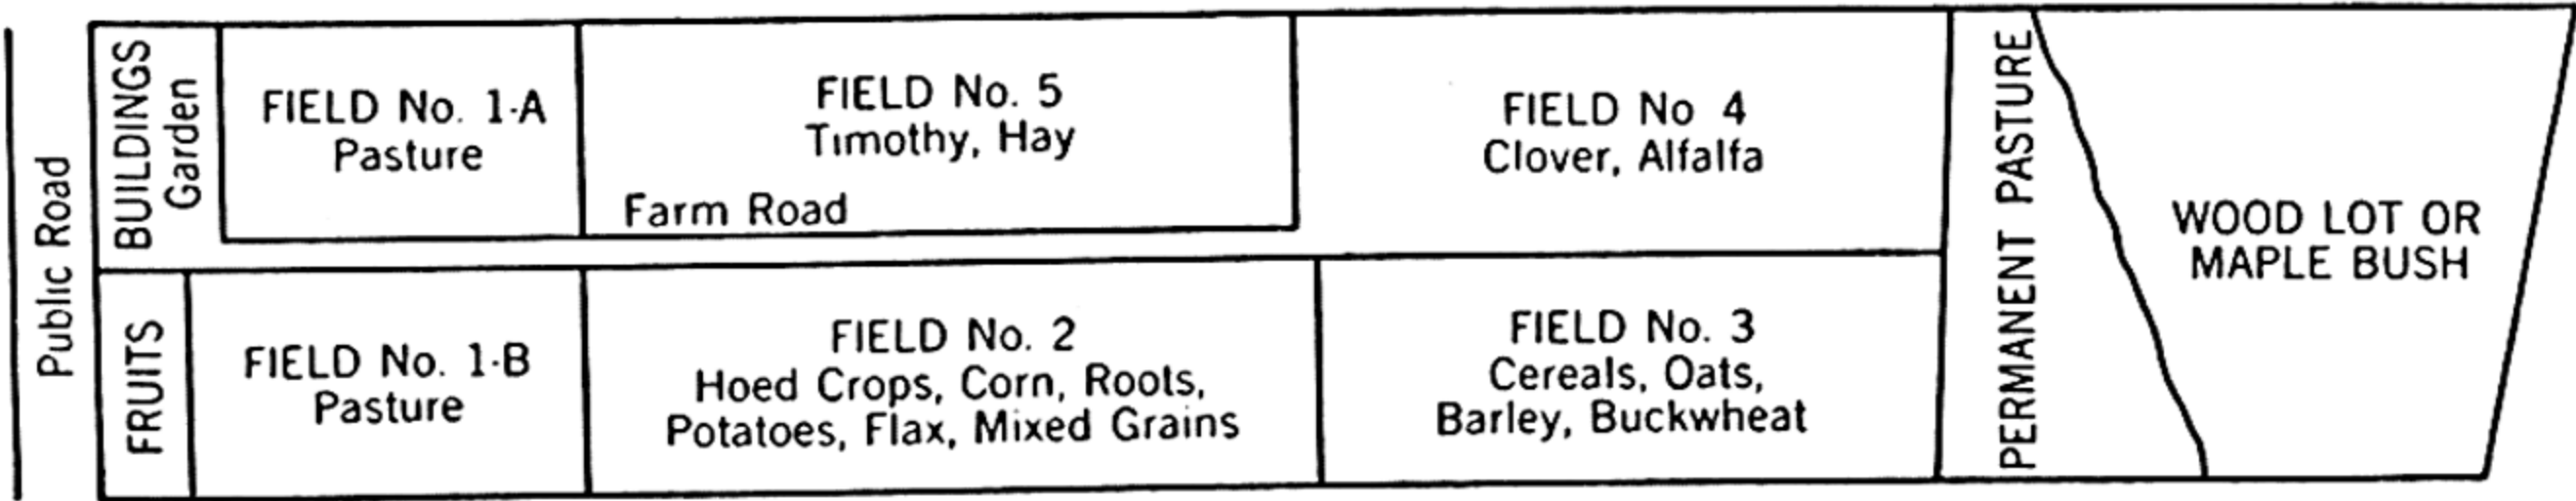 Public Road
BUILDINGS
Garden
FIELD No. 1-A
Pasture
FIELD No. 5
Timothy, Hay
Farm Road
FIELD No 4
Clover, Alfalfa
FRUITS
FIELD No. 1-B
Pasture
FIELD No. 2
Hoed Crops, Corn, Roots,
Potatoes, Flax, Mixed Grains
FIELD No. 3
Cereals, Oats,
Barley, Buckwheat
PERMANENT PASTURE
WOOD LOT OR
MAPLE BUSH